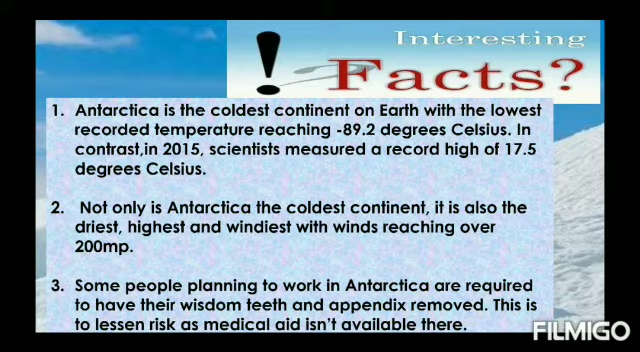 Interesting
! Facts?
1. Antarctica is the coldest continent on Earth with the lowest
recorded temperature reaching -89.2 degrees Celsius. In
contrast,in 2015, scientists measured a record high of 17.5
degrees Celsius.
2. Not only is Antarctica the coldest continent, it is also the
driest, highest and windiest with winds reaching over
200mp.
3. Some people planning to work in Antarctica are required
to have their wisdom teeth and appendix removed. This is
to lessen risk as medical aid isn't available there.
FILMIGO